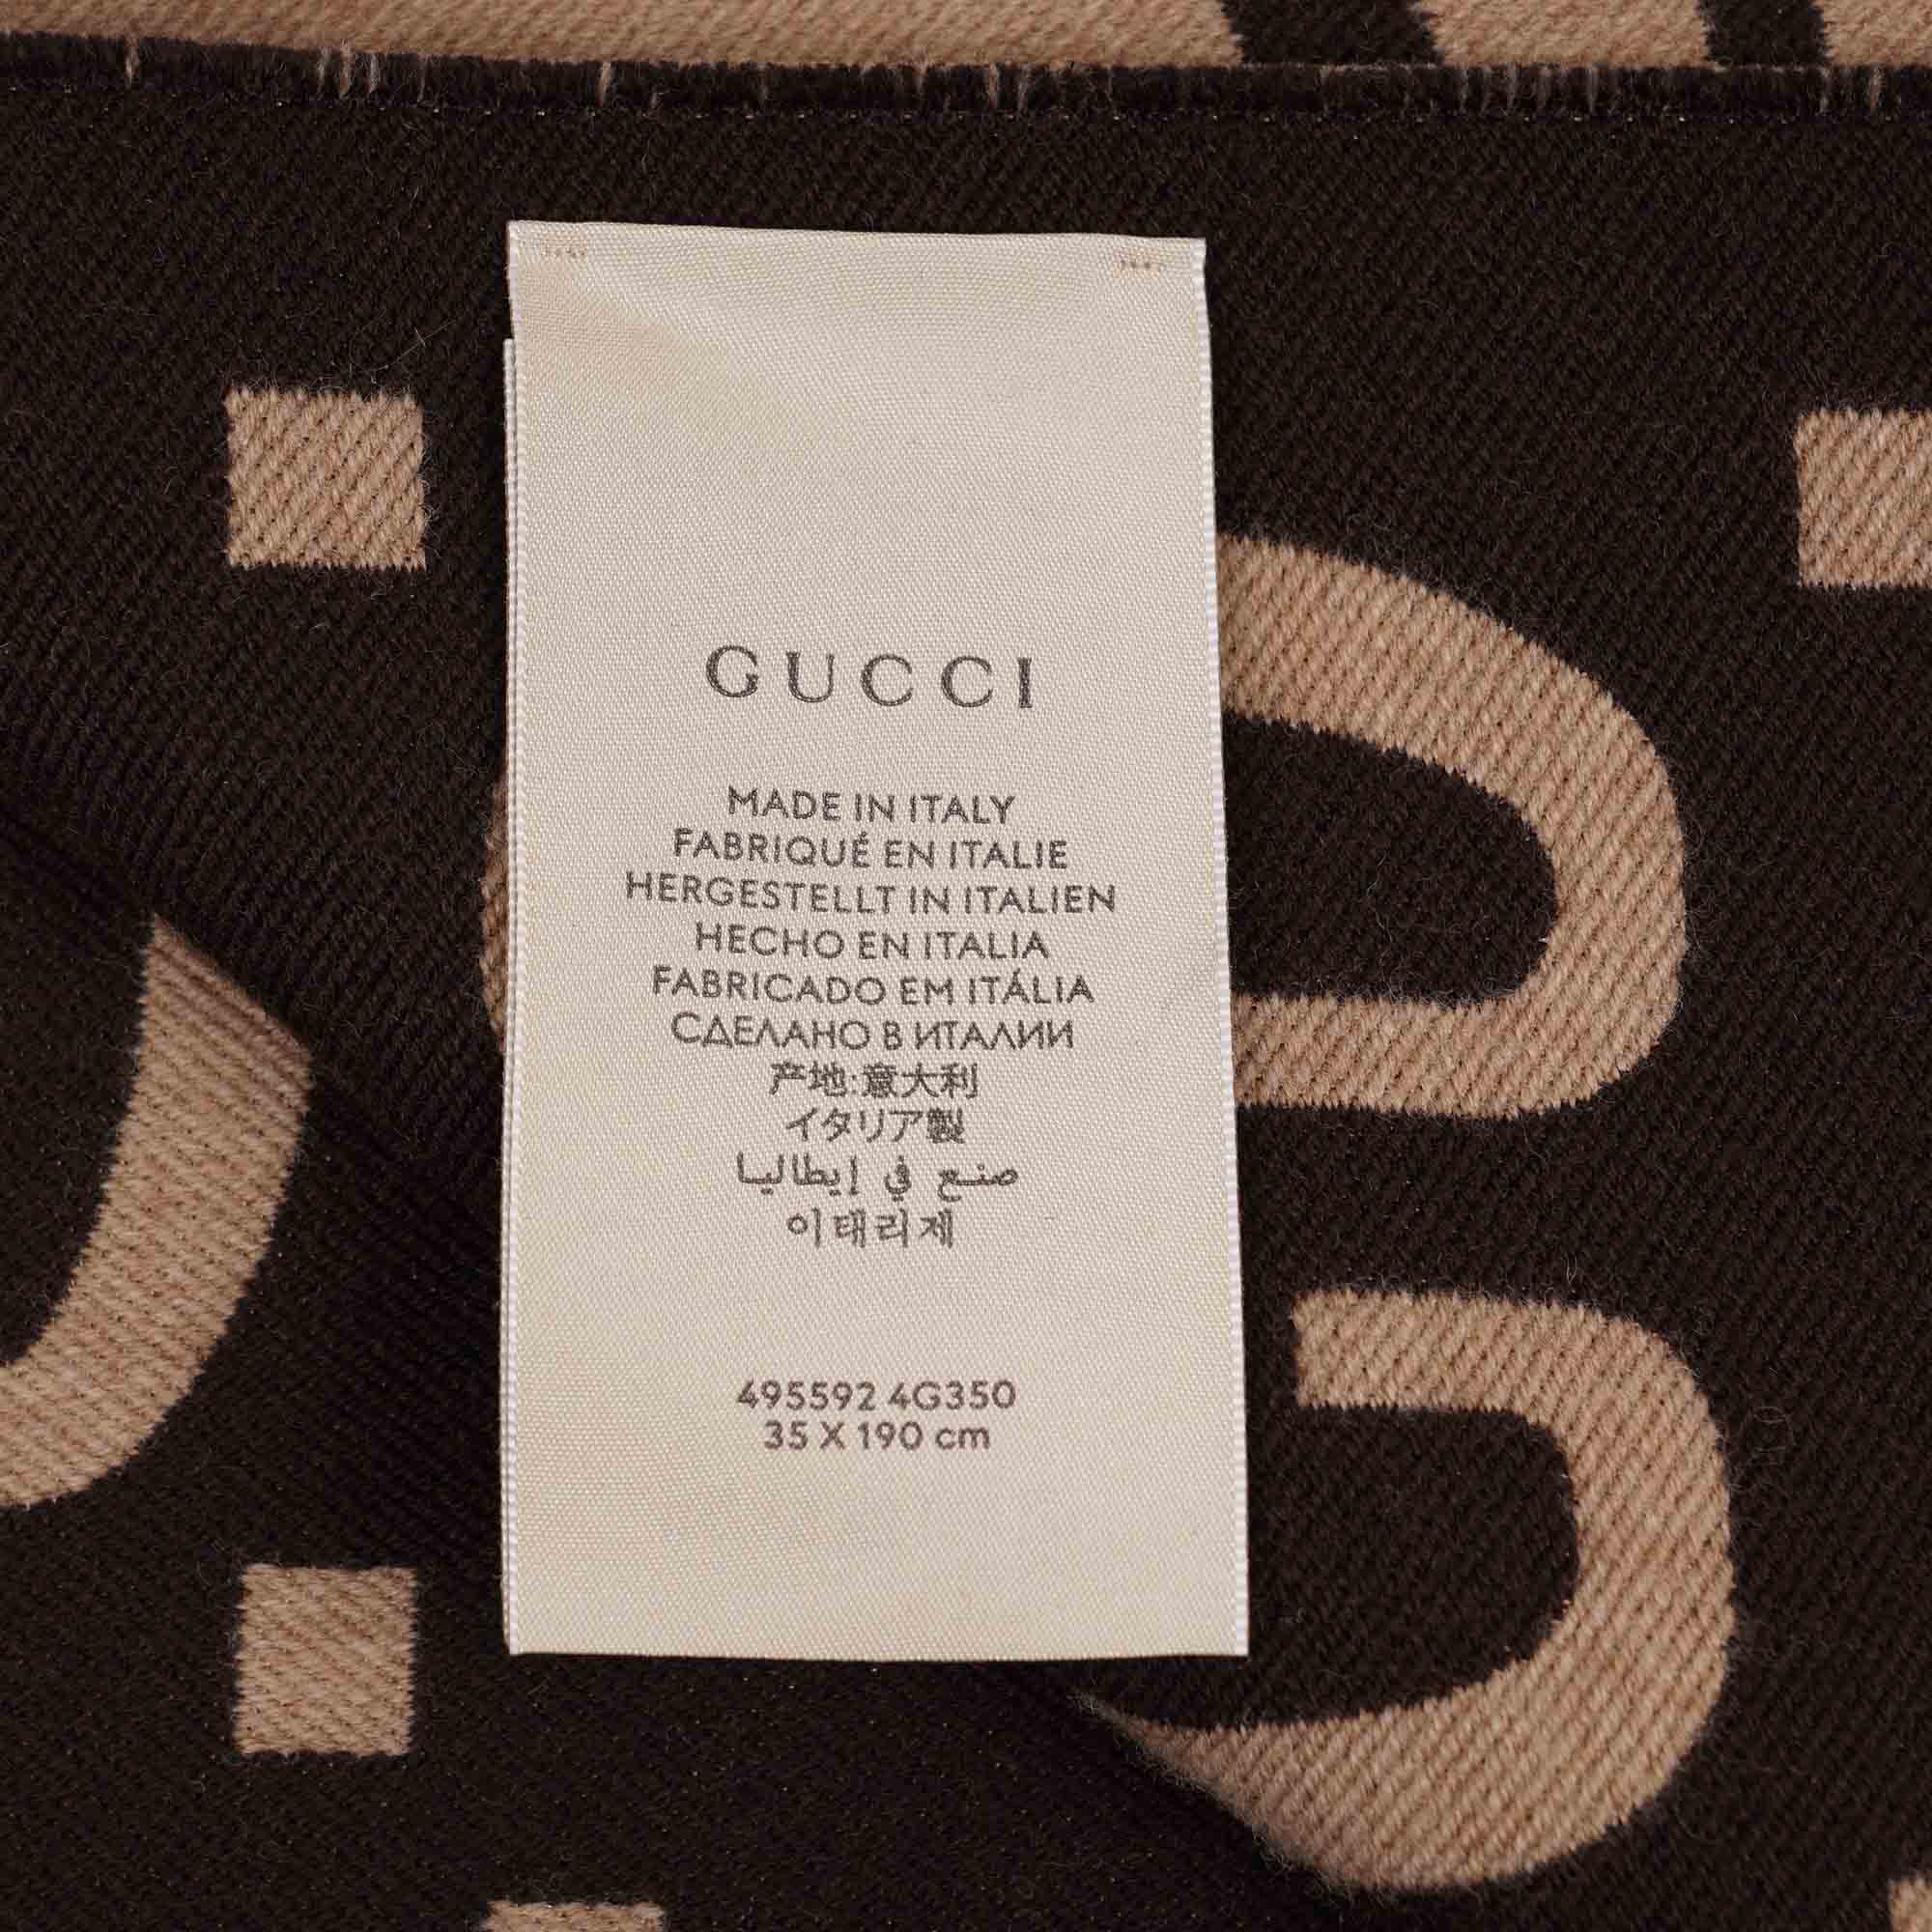 GUCCI
MADE IN ITALY
FABRIQUÉ EN ITALIE
HERGESTELLT IN ITALIEN
HECHO EN ITALIA
FABRICADO EM ITÁLIA
СДЕЛАНО В ИТАЛИИ
产地:意大利
イタリア製
صنع في إيطاليا
이태리제
495592 4G350
35 X 190 cm